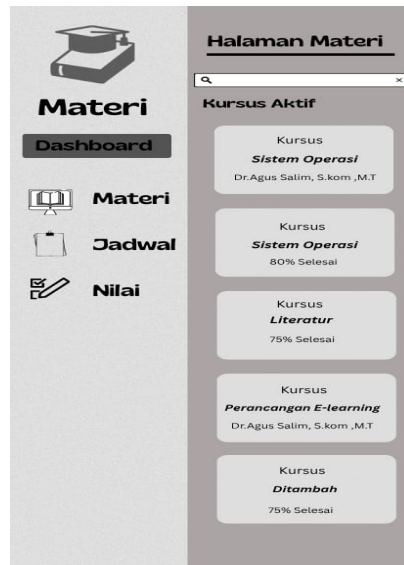 Materi
Dashboard
Materi
Jadwal
Nilai
Halaman Materi
Kursus Aktif
Kursus
Sistem Operasi
Dr.Agus Salim, S.kom ,M.T
Kursus
Sistem Operasi
80% Selesai
Kursus
Literatur
75% Selesai
Kursus
Perancangan E-learning
Dr.Agus Salim, S.kom ,M.T
Kursus
Ditambah
75% Selesai